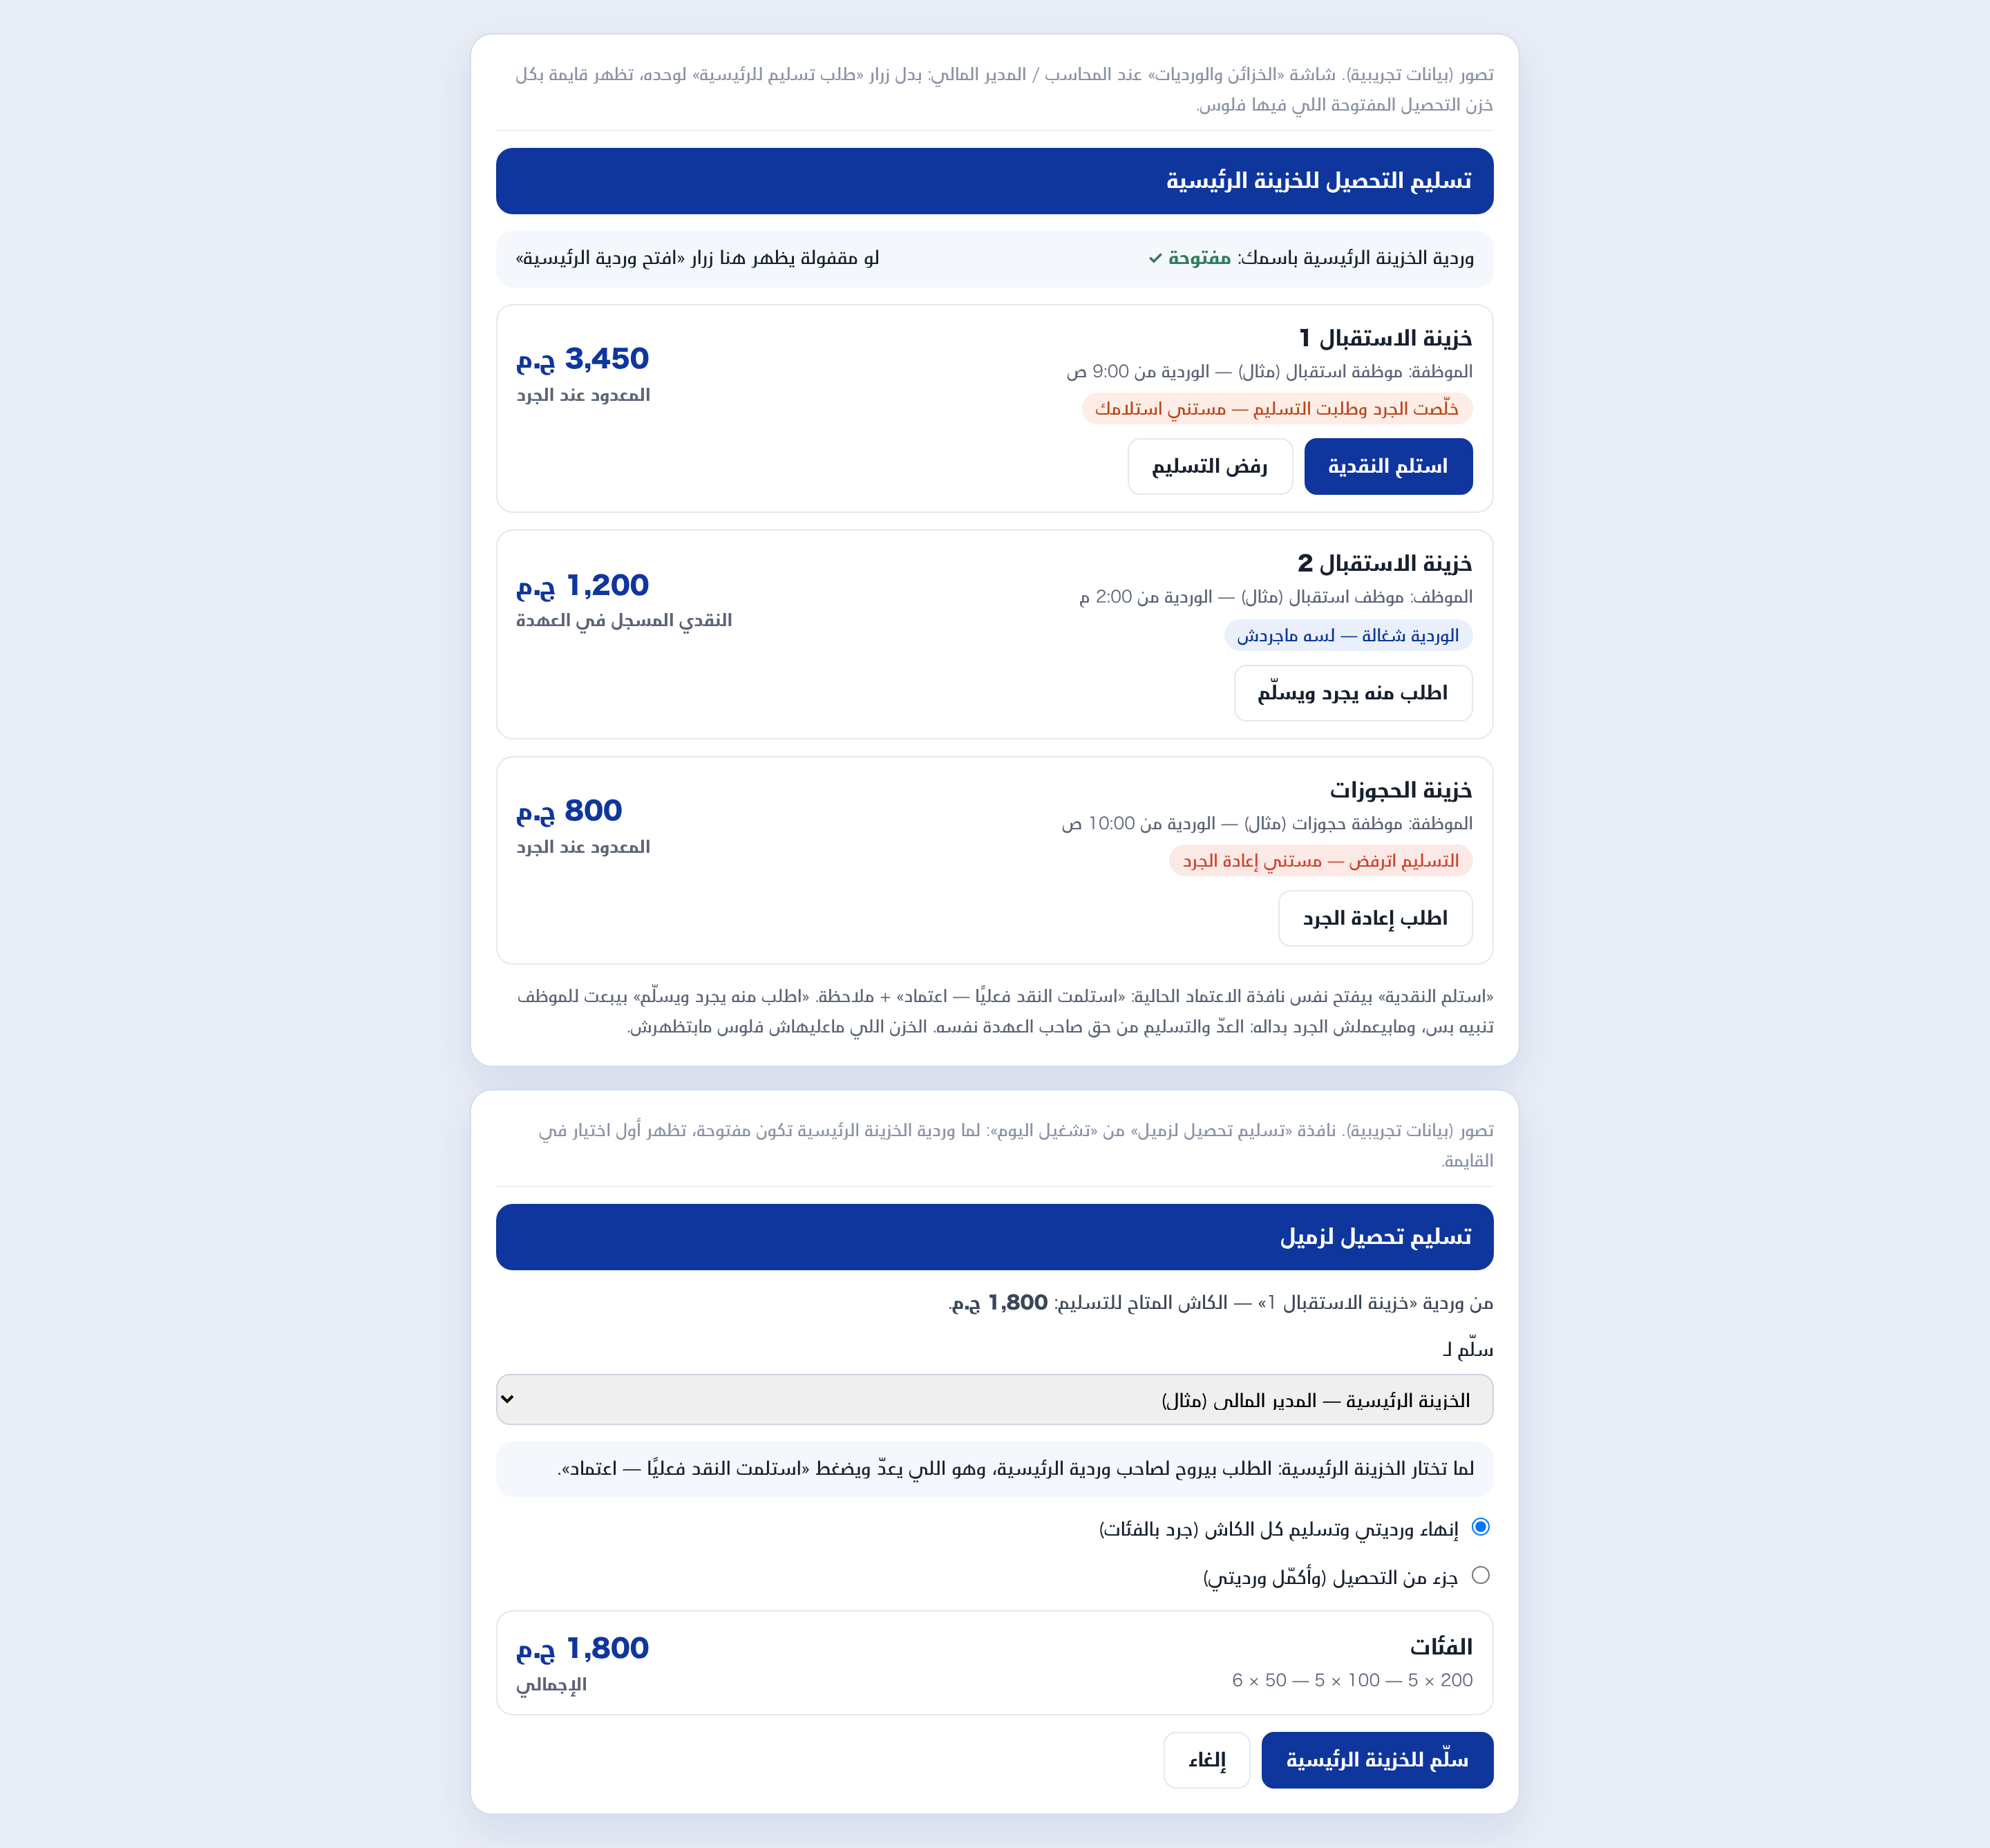 تصور (بيانات تجريبية). شاشة «الخزائن والورديات» عند المحاسب / المدير المالي: بدل زرار «طلب تسليم للرئيسية» لوحده، تظهر قايمة بكل
خزن التحصيل المفتوحة اللي فيها فلوس.
تسليم التحصيل للخزينة الرئيسية
وردية الخزينة الرئيسية باسمك: مفتوحة ✓
لو مقفولة يظهر هنا زرار «افتح وردية الرئيسية»
خزينة الاستقبال 1
الموظفة: موظفة استقبال (مثال) — الوردية من 9:00 ص
خلّصت الجرد وطلبت التسليم — مستني استلامك
3,450 ج.م
المعدود عند الجرد
استلم النقدية
رفض التسليم
خزينة الاستقبال 2
الموظف: موظف استقبال (مثال) — الوردية من 2:00 م
الوردية شغالة — لسه ماجردش
1,200 ج.م
النقدي المسجل في العهدة
اطلب منه يجرد ويسلّم
خزينة الحجوزات
الموظفة: موظفة حجوزات (مثال) — الوردية من 10:00 ص
التسليم اترفض — مستني إعادة الجرد
800 ج.م
المعدود عند الجرد
اطلب إعادة الجرد
«استلم النقدية» بيفتح نفس نافذة الاعتماد الحالية: «استلمت النقد فعليًا — اعتماد» + ملاحظة. «اطلب منه يجرد ويسلّم» بيبعت للموظف
تنبيه بس، ومابيعملش الجرد بداله: العدّ والتسليم من حق صاحب العهدة نفسه. الخزن اللي ماعليهاش فلوس مابتظهرش.
تصور (بيانات تجريبية). نافذة «تسليم تحصيل لزميل» من «تشغيل اليوم»: لما وردية الخزينة الرئيسية تكون مفتوحة، تظهر أول اختيار في
القايمة.
تسليم تحصيل لزميل
من وردية «خزينة الاستقبال 1» — الكاش المتاح للتسليم: 1,800 ج.م.
سلّم لـ
الخزينة الرئيسية — المدير المالي (مثال)
لما تختار الخزينة الرئيسية: الطلب بيروح لصاحب وردية الرئيسية، وهو اللي يعدّ ويضغط «استلمت النقد فعليًا — اعتماد».
إنهاء ورديتي وتسليم كل الكاش (جرد بالفئات)
جزء من التحصيل (وأكمّل ورديتي)
الفئات
200 × 5 — 100 × 5 — 50 × 6
1,800 ج.م
الإجمالي
سلّم للخزينة الرئيسية
إلغاء